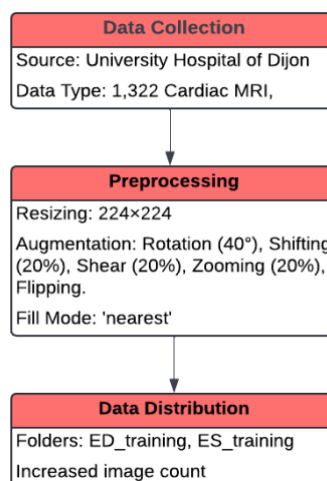 Data Collection
Source: University Hospital of Dijon
Data Type: 1,322 Cardiac MRI,
Preprocessing
Resizing: 224×224
Augmentation: Rotation (40°), Shifting
(20%), Shear (20%), Zooming (20%),
Flipping.
Fill Mode: 'nearest'
Data Distribution
Folders: ED_training, ES_training
Increased image count